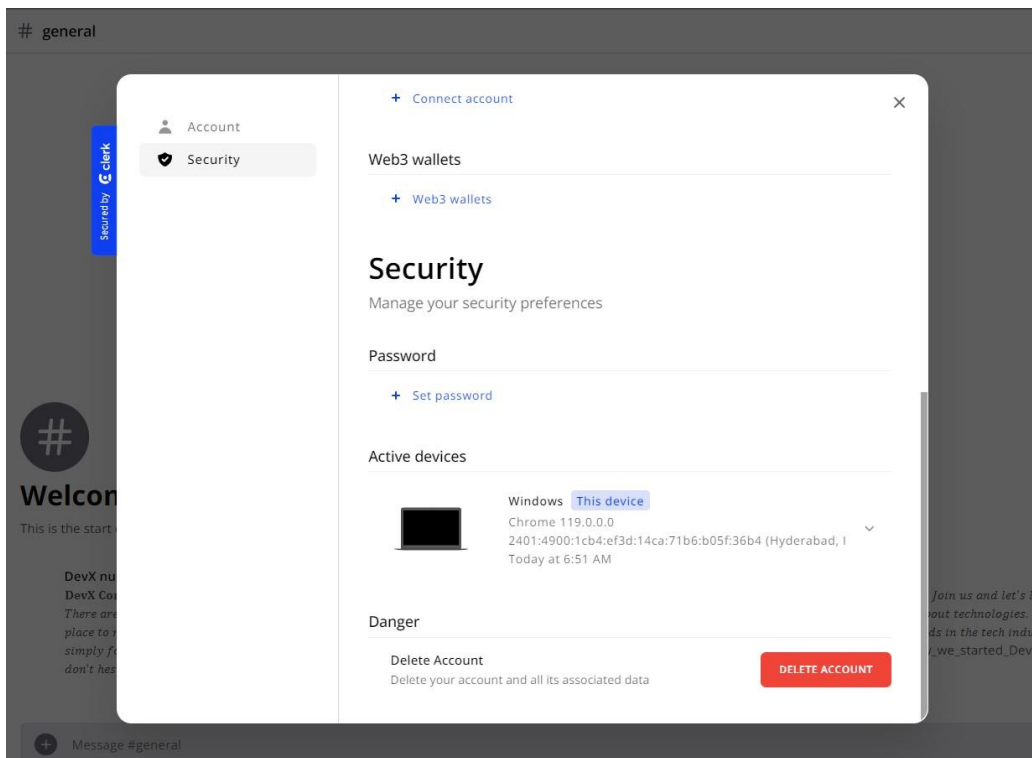 # general
Account
Security
Secured by clerk
+ Connect account
Web3 wallets
+ Web3 wallets
Security
Manage your security preferences
Password
+ Set password
Active devices
Windows This device
Chrome 119.0.0.0
2401:4900:1cb4:ef3d:14ca:71b6:b05f:36b4 (Hyderabad, I
Today at 6:51 AM
Danger
Delete Account
Delete your account and all its associated data
DELETE ACCOUNT
#
Welcon
This is the start
DevX nu
DevX Con
There are
place to
simply
don't hes
Join us and let's
out technologies.
ds in the tech indu
_we_started_Dev
+ Message #general